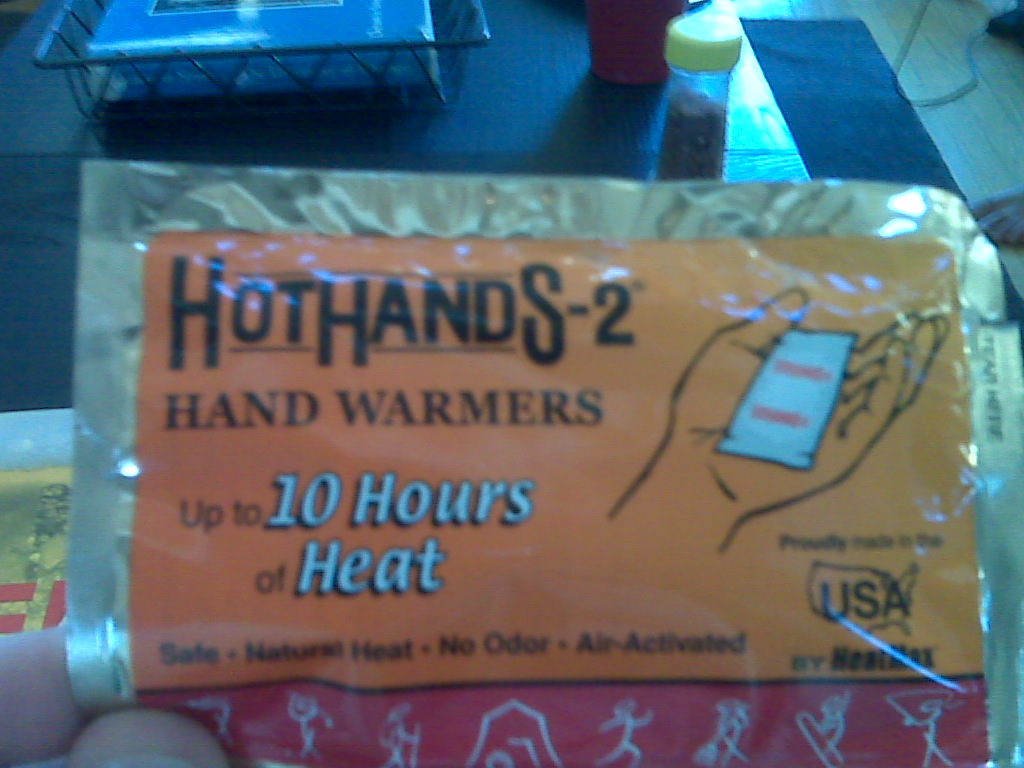 HOTHANDS-2
HAND WARMERS
Up to 10 Hours
of Heat
Proudly made in the
USA
BY HeatMax
Safe • Natural Heat • No Odor • Air-Activated